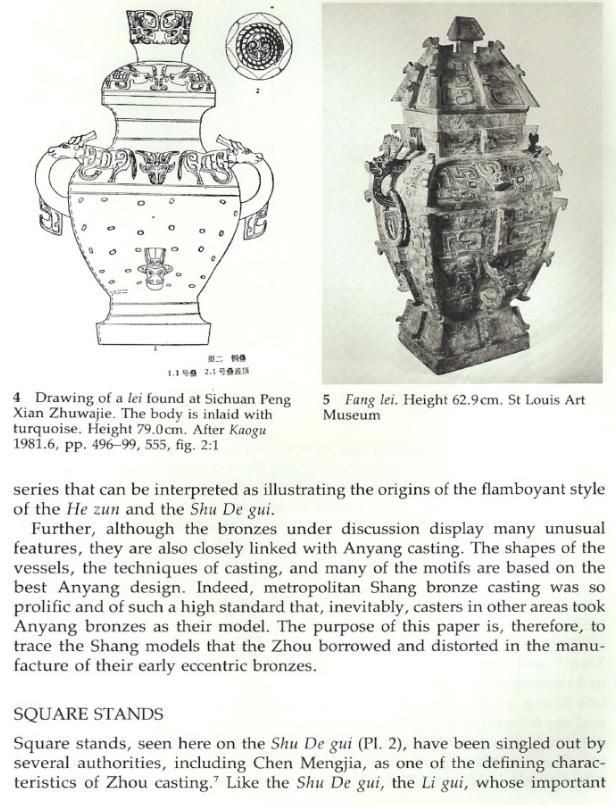 2
1
图二 铜罍
1.1号罍 2.1号罍盖顶
4 Drawing of a lei found at Sichuan Peng
Xian Zhuwajie. The body is inlaid with
turquoise. Height 79.0cm. After Kaogu
1981.6, pp. 496–99, 555, fig. 2:1
5 Fang lei. Height 62.9cm. St Louis Art
Museum
series that can be interpreted as illustrating the origins of the flamboyant style
of the He zun and the Shu De gui.
Further, although the bronzes under discussion display many unusual
features, they are also closely linked with Anyang casting. The shapes of the
vessels, the techniques of casting, and many of the motifs are based on the
best Anyang design. Indeed, metropolitan Shang bronze casting was so
prolific and of such a high standard that, inevitably, casters in other areas took
Anyang bronzes as their model. The purpose of this paper is, therefore, to
trace the Shang models that the Zhou borrowed and distorted in the manu-
facture of their early eccentric bronzes.
SQUARE STANDS
Square stands, seen here on the Shu De gui (Pl. 2), have been singled out by
several authorities, including Chen Mengjia, as one of the defining charac-
teristics of Zhou casting.⁷ Like the Shu De gui, the Li gui, whose important